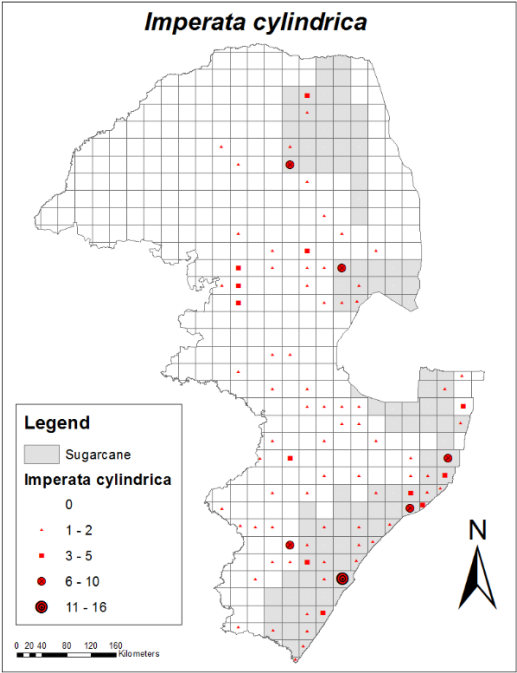 Imperata cylindrica
Legend
Sugarcane
Imperata cylindrica
0
1 - 2
3 - 5
6 - 10
11 - 16
N
0 20 40 80 120 160
Kilometers